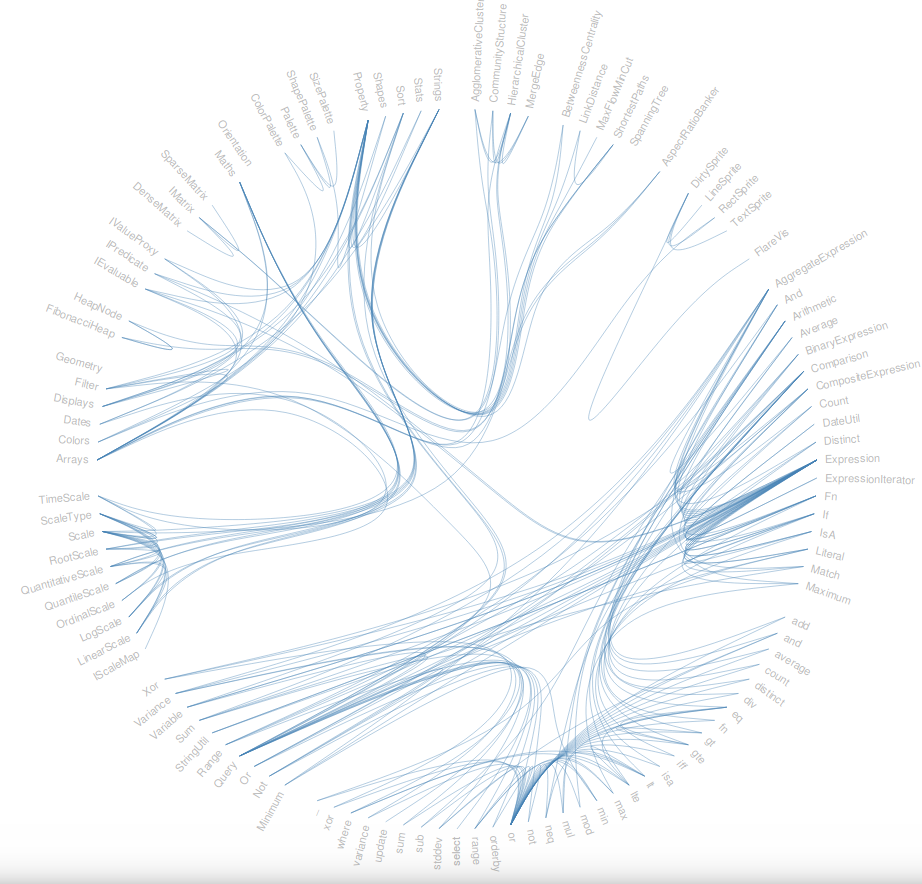 AgglomerativeCluster
CommunityStructure
HierarchicalCluster
MergeEdge
BetweennessCentrality
LinkDistance
MaxFlowMinCut
ShortestPaths
SpanningTree
AspectRatioBanker
DirtySprite
LineSprite
RectSprite
TextSprite
FlareVis
AggregateExpression
And
Arithmetic
Average
BinaryExpression
Comparison
CompositeExpression
Count
DateUtil
Distinct
Expression
ExpressionIterator
Fn
If
IsA
Literal
Match
Maximum
add
and
average
count
distinct
div
eq
fn
gt
gte
iff
isa
lt
lte
max
min
mod
mul
neq
not
or
orderby
range
select
stddev
sub
sum
update
variance
where
xor
_
Minimum
Not
Or
Query
Range
StringUtil
Sum
Variable
Variance
Xor
IScaleMap
LinearScale
LogScale
OrdinalScale
QuantileScale
QuantitativeScale
RootScale
Scale
ScaleType
TimeScale
Arrays
Colors
Dates
Displays
Filter
Geometry
FibonacciHeap
HeapNode
IEvaluable
IPredicate
IValueProxy
DenseMatrix
IMatrix
SparseMatrix
Maths
Orientation
ColorPalette
Palette
ShapePalette
SizePalette
Property
Shapes
Sort
Stats
Strings